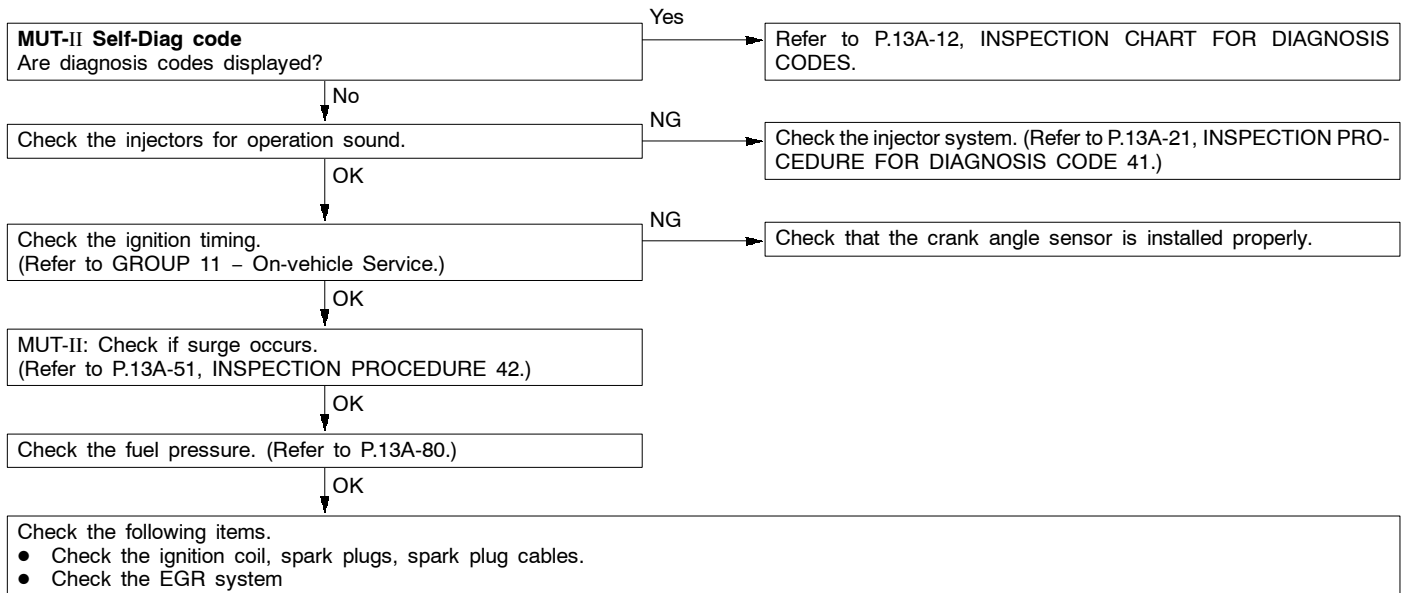 MUT-II Self-Diag code
Are diagnosis codes displayed?
Yes
Refer to P.13A-12, INSPECTION CHART FOR DIAGNOSIS
CODES.
No
Check the injectors for operation sound.
NG
Check the injector system. (Refer to P.13A-21, INSPECTION PRO-
CEDURE FOR DIAGNOSIS CODE 41.)
OK
Check the ignition timing.
(Refer to GROUP 11 – On-vehicle Service.)
NG
Check that the crank angle sensor is installed properly.
OK
MUT-II: Check if surge occurs.
(Refer to P.13A-51, INSPECTION PROCEDURE 42.)
OK
Check the fuel pressure. (Refer to P.13A-80.)
OK
Check the following items.
● Check the ignition coil, spark plugs, spark plug cables.
● Check the EGR system